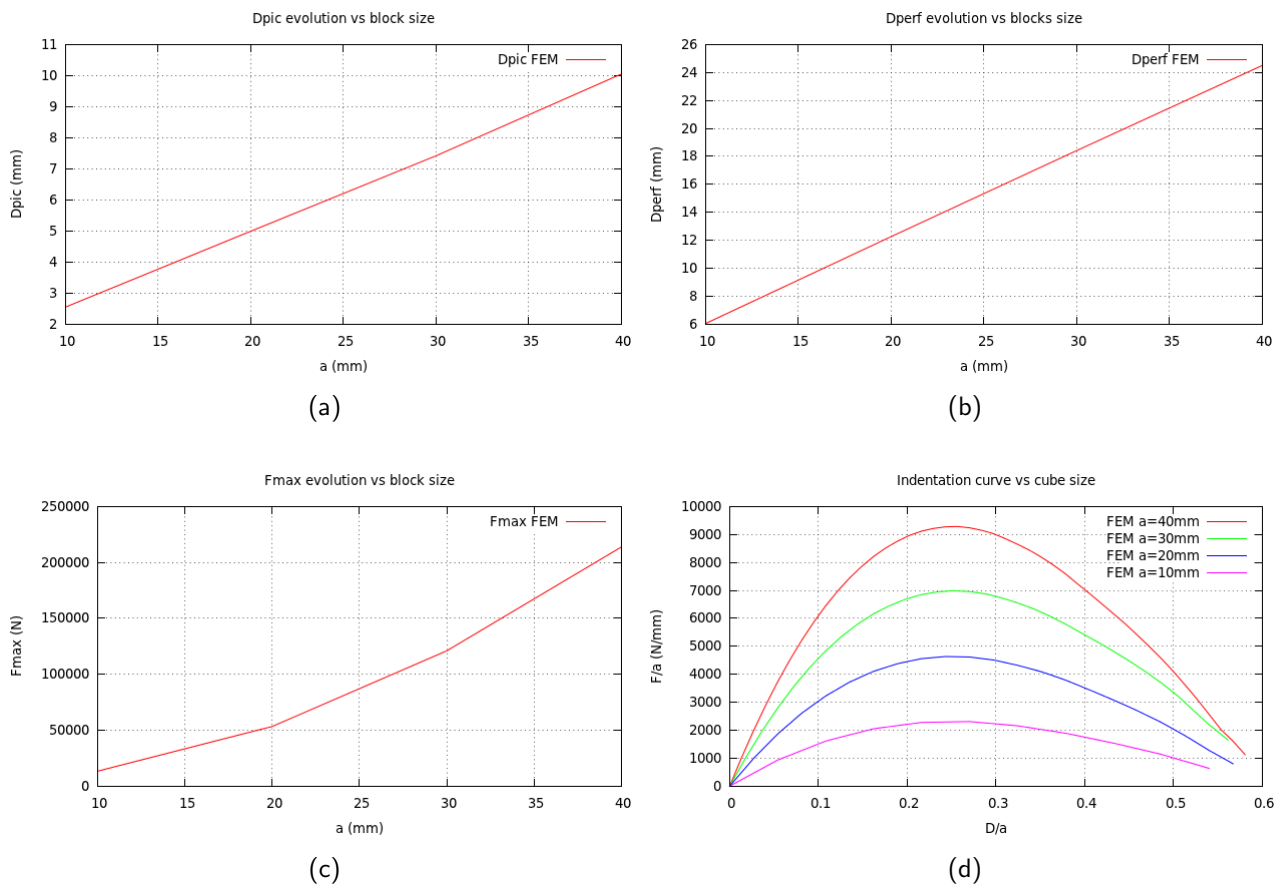 Dpic evolution vs block size
Dpic FEM
Dpic (mm)
11
10
9
8
7
6
5
4
3
2
10 15 20 25 30 35 40
a (mm)
(a)
Dperf evolution vs blocks size
Dperf FEM
Dperf (mm)
26
24
22
20
18
16
14
12
10
8
6
10 15 20 25 30 35 40
a (mm)
(b)
Fmax evolution vs block size
Fmax FEM
Fmax (N)
250000
200000
150000
100000
50000
0
10 15 20 25 30 35 40
a (mm)
(c)
Indentation curve vs cube size
FEM a=40mm
FEM a=30mm
FEM a=20mm
FEM a=10mm
F/a (N/mm)
10000
9000
8000
7000
6000
5000
4000
3000
2000
1000
0
0 0.1 0.2 0.3 0.4 0.5 0.6
D/a
(d)